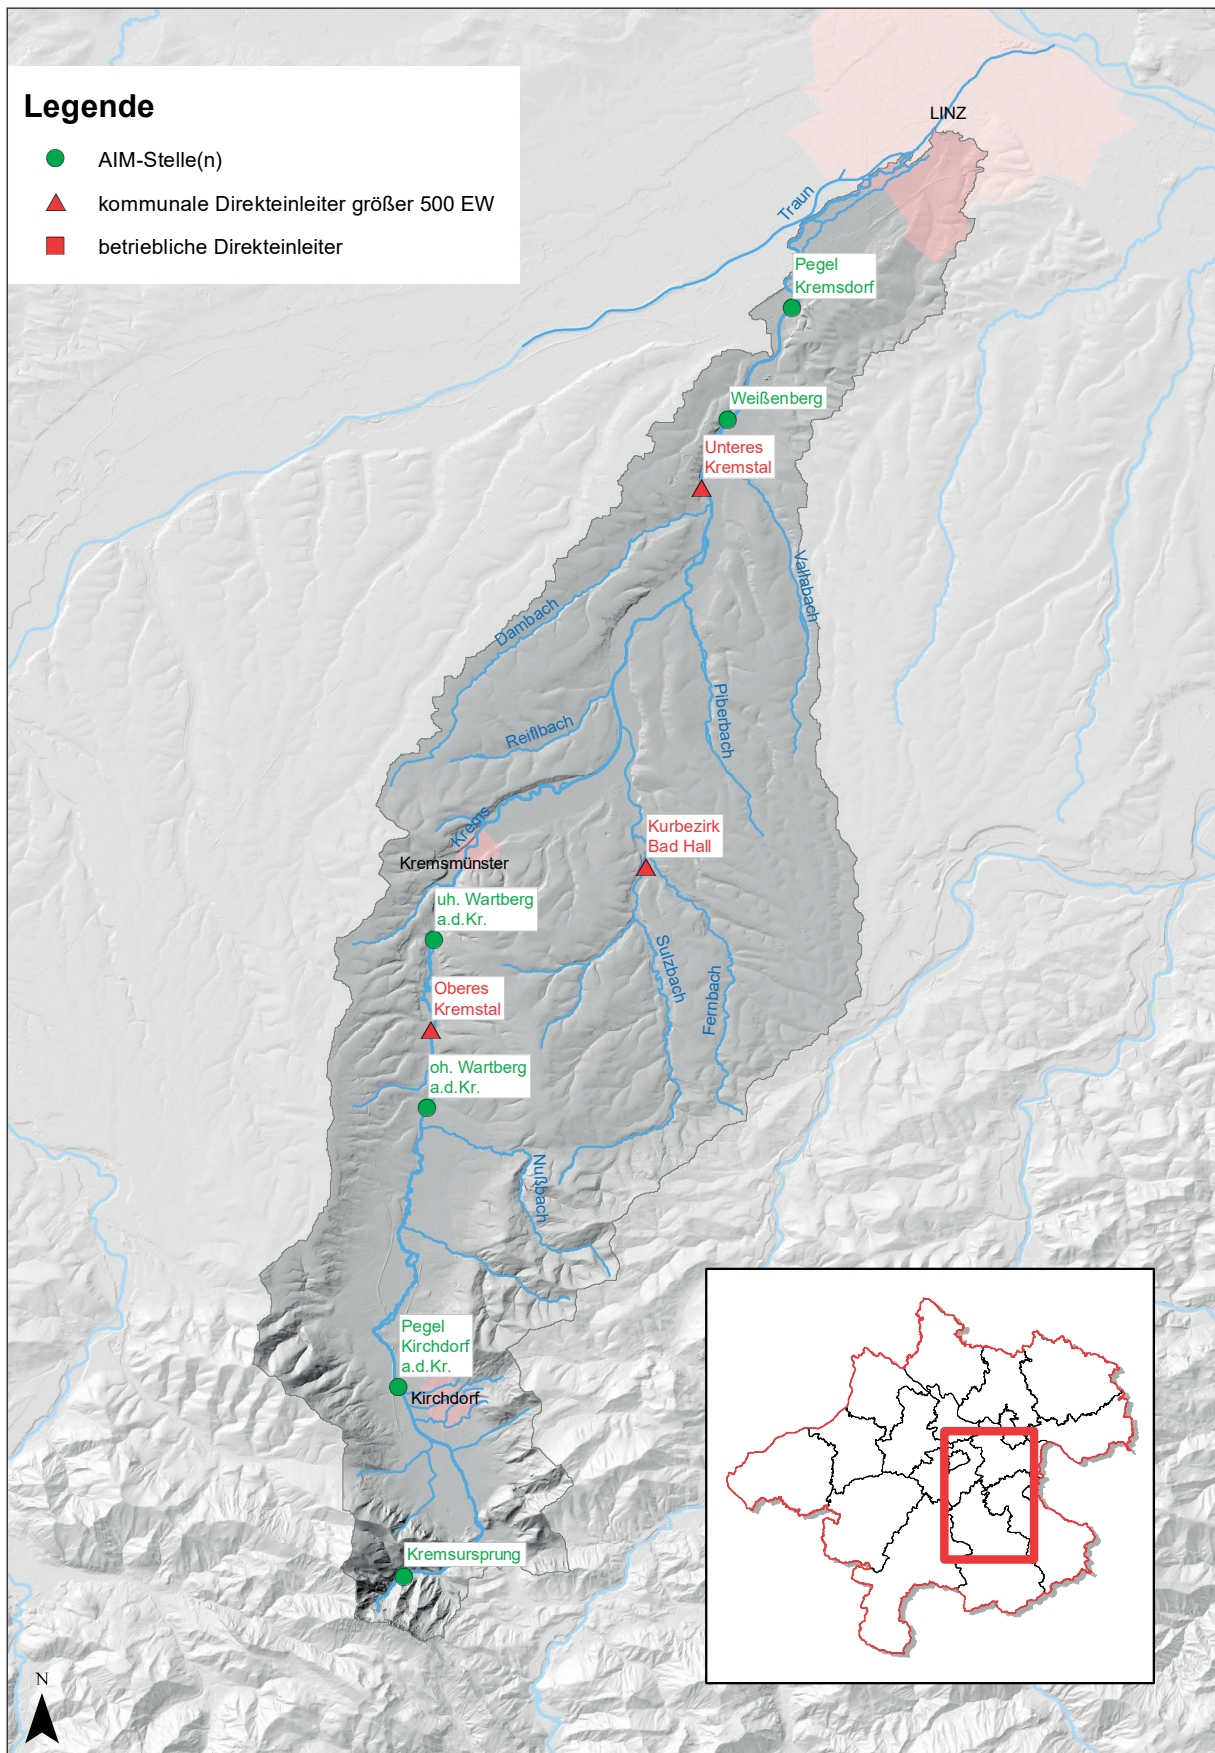 Legende
AIM-Stelle(n)
kommunale Direkteinleiter größer 500 EW
betriebliche Direkteinleiter
LINZ
Traun
Pegel
Kremsdorf
Weißenberg
Unteres
Kremstal
Vallabach
Dambach
Piberbach
Reiflbach
Krems
Kremsmünster
Kurbezirk
Bad Hall
uh. Wartberg
a.d.Kr.
Sulzbach
Fernbach
Oberes
Kremstal
oh. Wartberg
a.d.Kr.
Nußbach
Pegel
Kirchdorf
a.d.Kr.
Kirchdorf
Kremsursprung
N